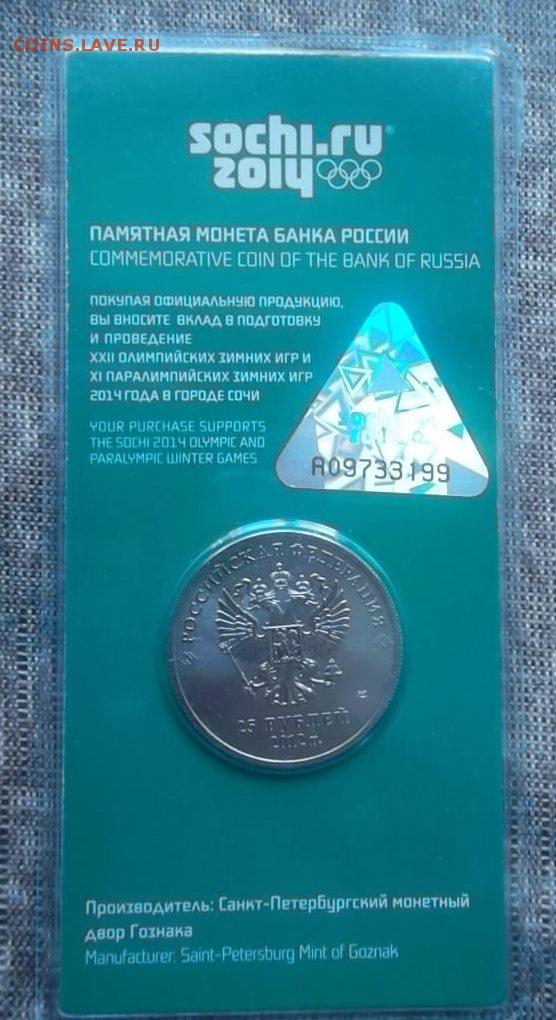 COINS.LAVE.RU
sochi.ru
2014
ПАМЯТНАЯ МОНЕТА БАНКА РОССИИ
COMMEMORATIVE COIN OF THE BANK OF RUSSIA
ПОКУПАЯ ОФИЦИАЛЬНУЮ ПРОДУКЦИЮ,
ВЫ ВНОСИТЕ ВКЛАД В ПОДГОТОВКУ
И ПРОВЕДЕНИЕ
XXII ОЛИМПИЙСКИХ ЗИМНИХ ИГР И
XI ПАРАЛИМПИЙСКИХ ЗИМНИХ ИГР
2014 ГОДА В ГОРОДЕ СОЧИ
YOUR PURCHASE SUPPORTS
THE SOCHI 2014 OLYMPIC AND
PARALYMPIC WINTER GAMES
A09733199
РОССИЙСКАЯ ФЕДЕРАЦИЯ
25 РУБЛЕЙ
2012 г.
Производитель: Санкт-Петербургский монетный
двор Гознака
Manufacturer: Saint-Petersburg Mint of Goznak